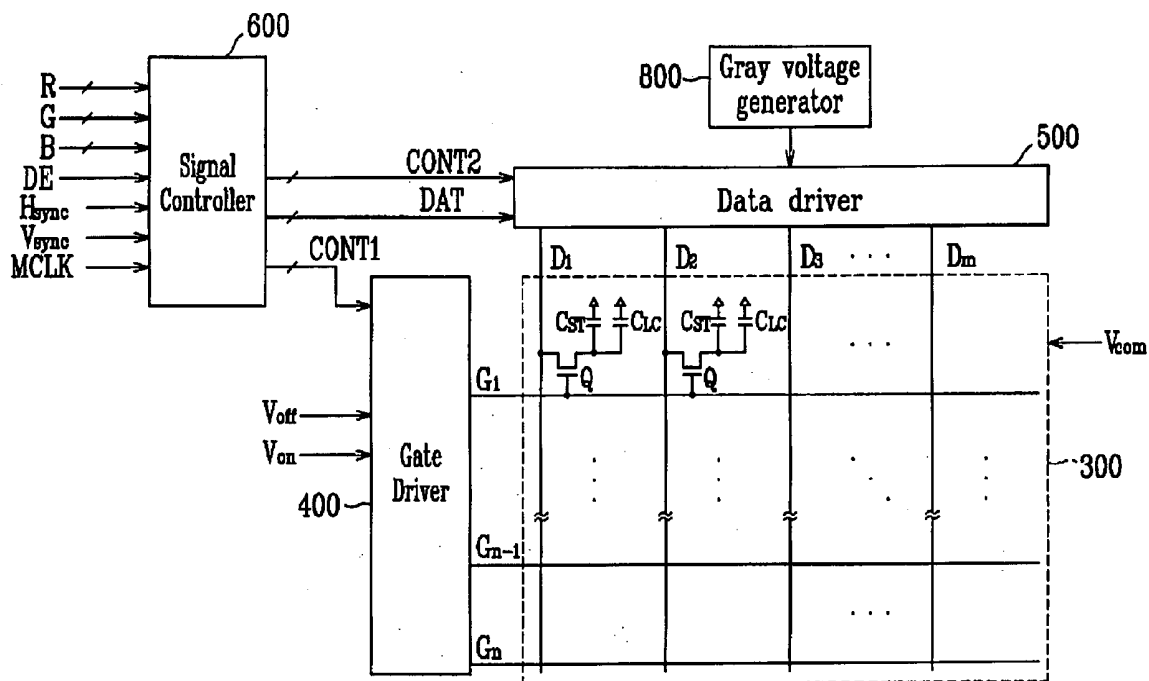 600
R
G
B
DE
Hsync
Vsync
MCLK
Signal
Controller
CONT2
DAT
CONT1
800
Gray voltage
generator
500
Data driver
D1 D2 D3 · · · Dm
CST CLC CST CLC
Q Q
· · ·
Vcom
G1
Voff
Von
400
Gate
Driver
300
Gn-1
· · ·
Gn